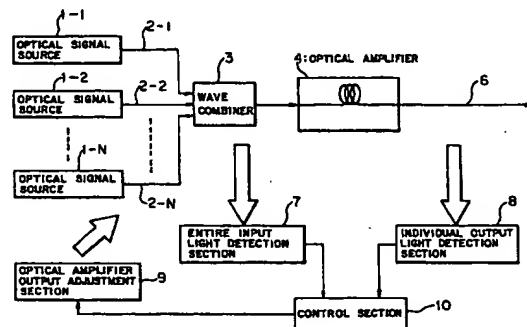 1-1
2-1
OPTICAL SIGNAL
SOURCE
1-2
2-2
OPTICAL SIGNAL
SOURCE
1-N
2-N
OPTICAL SIGNAL
SOURCE
3
WAVE
COMBINER
4:OPTICAL AMPLIFIER
6
7
ENTIRE INPUT
LIGHT DETECTION
SECTION
8
INDIVIDUAL OUTPUT
LIGHT DETECTION
SECTION
OPTICAL AMPLIFIER
OUTPUT ADJUSTMENT
SECTION
9
CONTROL SECTION
10